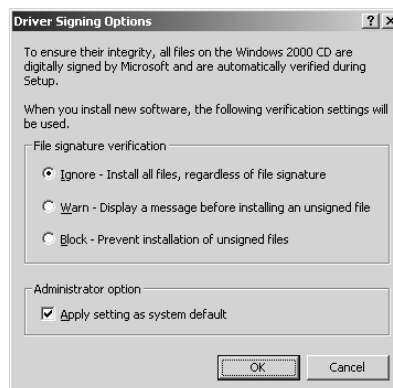 Driver Signing Options
To ensure their integrity, all files on the Windows 2000 CD are
digitally signed by Microsoft and are automatically verified during
Setup.
When you install new software, the following verification settings will
be used.
File signature verification
Ignore - Install all files, regardless of file signature
Warn - Display a message before installing an unsigned file
Block - Prevent installation of unsigned files
Administrator option
Apply setting as system default
OK
Cancel